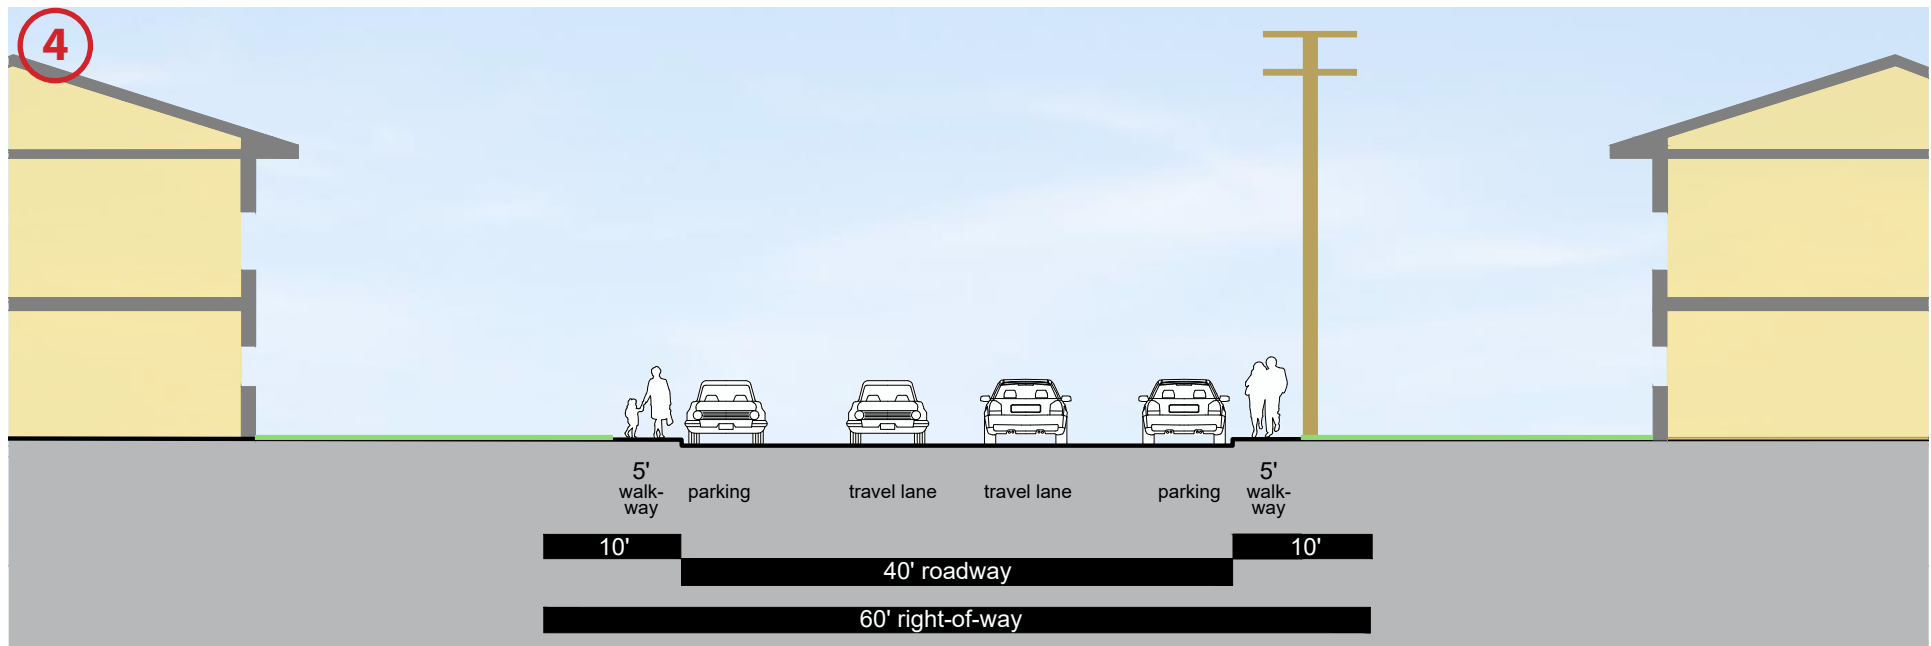 4
5'
walk-
way
parking
travel lane
travel lane
parking
5'
walk-
way
10'
10'
40' roadway
60' right-of-way